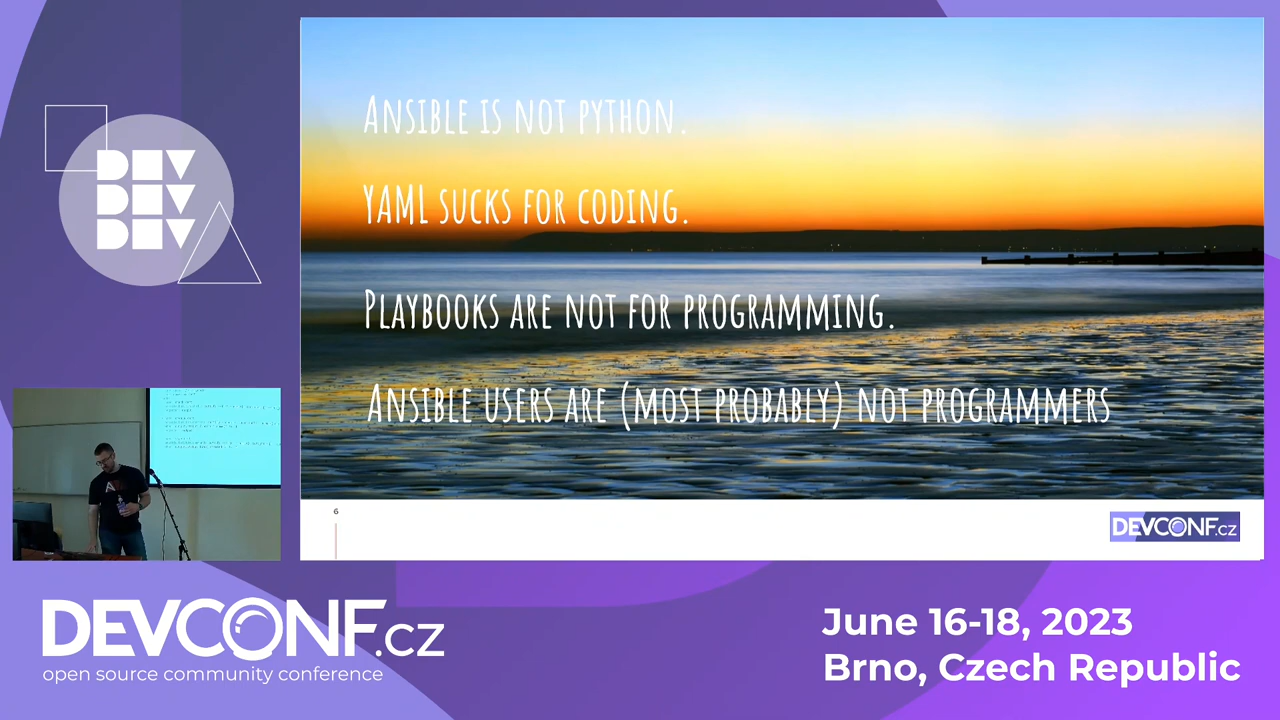 DEV
DEV
DEV
Ansible is not python.
YAML sucks for coding.
Playbooks are not for programming.
Ansible users are (most probably) not programmers
6
DEVCONF.cz
DEVCONF.cz
open source community conference
June 16-18, 2023
Brno, Czech Republic